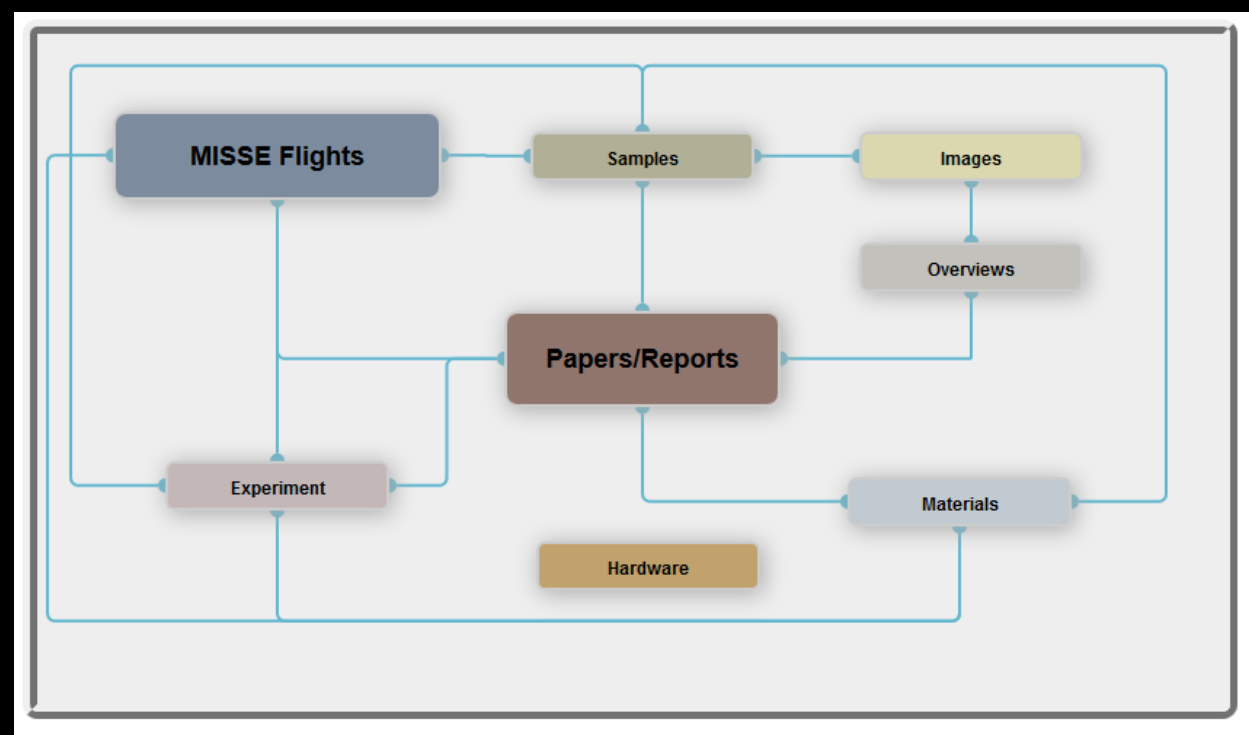 MISSE Flights
Samples
Images
Overviews
Papers/Reports
Experiment
Materials
Hardware